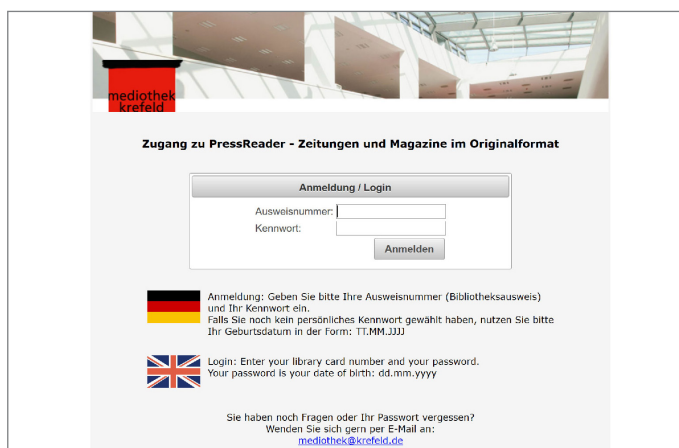 mediothek
krefeld
Zugang zu PressReader - Zeitungen und Magazine im Originalformat
Anmeldung / Login
Ausweisnummer:
Kennwort:
Anmelden
Anmeldung: Geben Sie bitte Ihre Ausweisnummer (Bibliotheksausweis)
und Ihr Kennwort ein.
Falls Sie noch kein persönliches Kennwort gewählt haben, nutzen Sie bitte
Ihr Geburtsdatum in der Form: TT.MM.JJJJ
Login: Enter your library card number and your password.
Your password is your date of birth: dd.mm.yyyy
Sie haben noch Fragen oder Ihr Passwort vergessen?
Wenden Sie sich gern per E-Mail an:
mediothek@krefeld.de